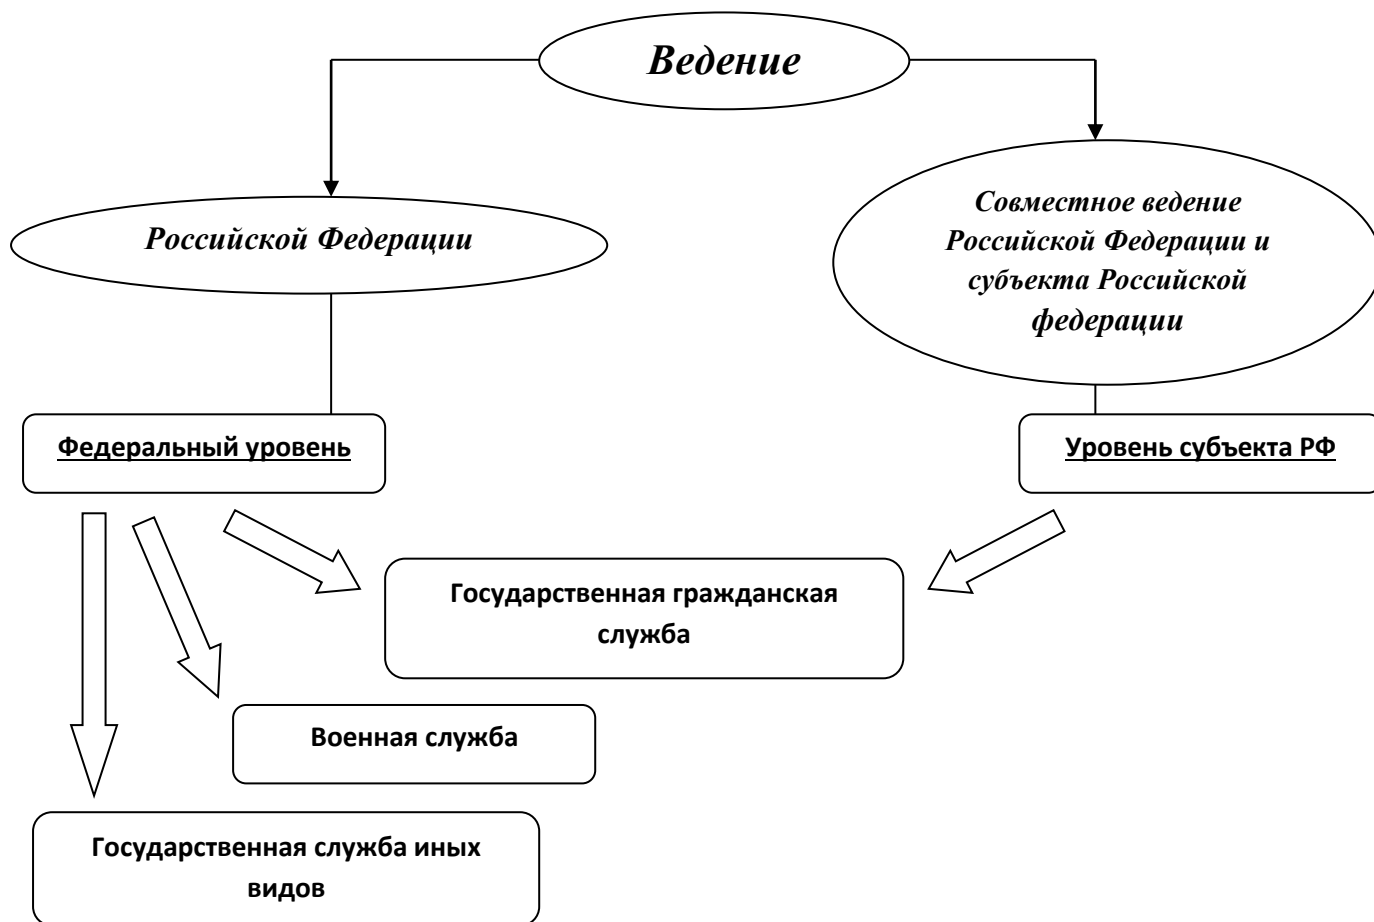 Ведение
Российской Федерации
Совместное ведение
Российской Федерации и
субъекта Российской
федерации
Федеральный уровень
Уровень субъекта РФ
Государственная гражданская
служба
Военная служба
Государственная служба иных
видов